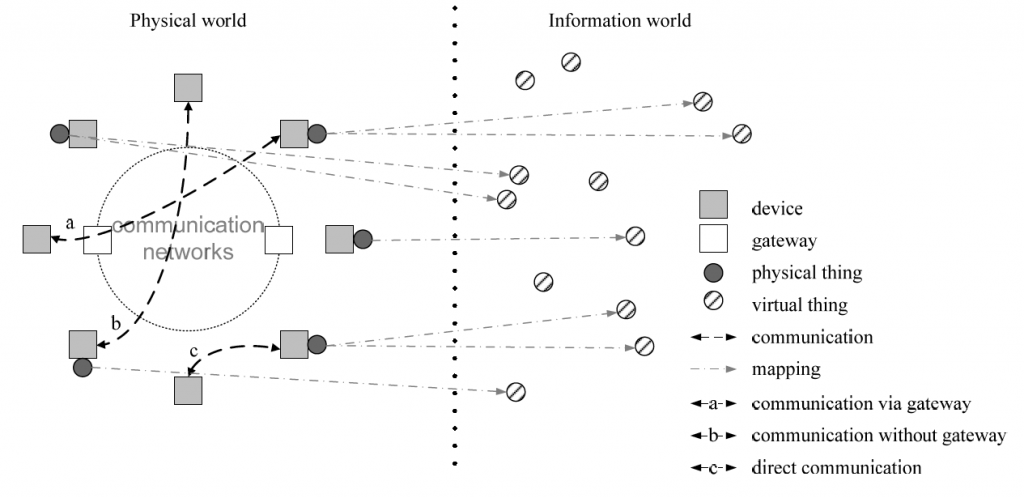 Physical world
Information world
a
communication
networks
b
c
device
gateway
physical thing
virtual thing
communication
mapping
a communication via gateway
b communication without gateway
c direct communication